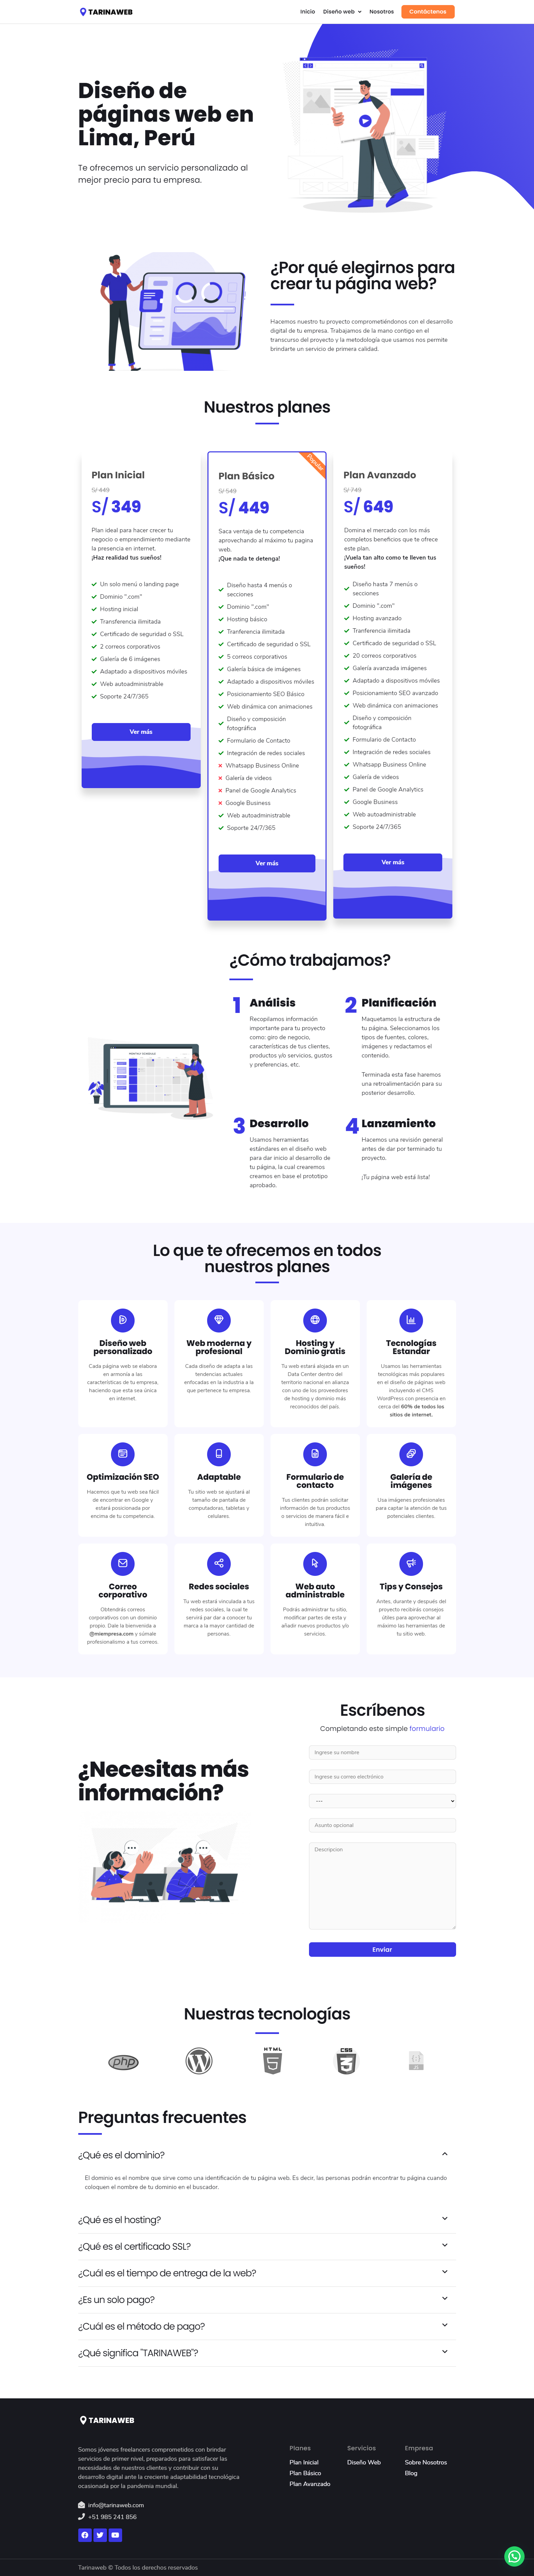 TARINAWEB
Inicio
Diseño web
Nosotros
Contáctenos
Diseño de
páginas web en
Lima, Perú
Te ofrecemos un servicio personalizado al
mejor precio para tu empresa.
¿Por qué elegirnos para
crear tu página web?
Hacemos nuestro tu proyecto comprometiéndonos con el desarrollo
digital de tu empresa. Trabajamos de la mano contigo en el
transcurso del proyecto y la metodología que usamos nos permite
brindarte un servicio de primera calidad.
Nuestros planes
Plan Inicial
S/ 449
S/ 349
Plan ideal para hacer crecer tu
negocio o emprendimiento mediante
la presencia en internet.
¡Haz realidad tus sueños!
Un solo menú o landing page
Dominio ".com"
Hosting inicial
Transferencia ilimitada
Certificado de seguridad o SSL
2 correos corporativos
Galería de 6 imágenes
Adaptado a dispositivos móviles
Web autoadministrable
Soporte 24/7/365
Ver más
Popular
Plan Básico
S/ 549
S/ 449
Saca ventaja de tu competencia
aprovechando al máximo tu pagina
web.
¡Que nada te detenga!
Diseño hasta 4 menús o
secciones
Dominio ".com"
Hosting básico
Tranferencia ilimitada
Certificado de seguridad o SSL
5 correos corporativos
Galería básica de imágenes
Adaptado a dispositivos móviles
Posicionamiento SEO Básico
Web dinámica con animaciones
Diseño y composición
fotográfica
Formulario de Contacto
Integración de redes sociales
Whatsapp Business Online
Galería de videos
Panel de Google Analytics
Google Business
Web autoadministrable
Soporte 24/7/365
Ver más
Plan Avanzado
S/ 749
S/ 649
Domina el mercado con los más
completos beneficios que te ofrece
este plan.
¡Vuela tan alto como te lleven tus
sueños!
Diseño hasta 7 menús o
secciones
Dominio ".com"
Hosting avanzado
Tranferencia ilimitada
Certificado de seguridad o SSL
20 correos corporativos
Galería avanzada imágenes
Adaptado a dispositivos móviles
Posicionamiento SEO avanzado
Web dinámica con animaciones
Diseño y composición
fotográfica
Formulario de Contacto
Integración de redes sociales
Whatsapp Business Online
Galería de videos
Panel de Google Analytics
Google Business
Web autoadministrable
Soporte 24/7/365
Ver más
¿Cómo trabajamos?
1 Análisis
Recopilamos información
importante para tu proyecto
como: giro de negocio,
características de tus clientes,
productos y/o servicios, gustos
y preferencias, etc.
2 Planificación
Maquetamos la estructura de
tu página. Seleccionamos los
tipos de fuentes, colores,
imágenes y redactamos el
contenido.
Terminada esta fase haremos
una retroalimentación para su
posterior desarrollo.
3 Desarrollo
Usamos herramientas
estándares en el diseño web
para dar inicio al desarrollo de
tu página, la cual crearemos
creamos en base el prototipo
aprobado.
4 Lanzamiento
Hacemos una revisión general
antes de dar por terminado tu
proyecto.
¡Tu página web está lista!
Lo que te ofrecemos en todos
nuestros planes
Diseño web
personalizado
Cada página web se elabora
en armonía a las
características de tu empresa,
haciendo que esta sea única
en internet.
Web moderna y
profesional
Cada diseño de adapta a las
tendencias actuales
enfocadas en la industria a la
que pertenece tu empresa.
Hosting y
Dominio gratis
Tu web estará alojada en un
Data Center dentro del
territorio nacional en alianza
con uno de los proveedores
de hosting y dominio más
reconocidos del país.
Tecnologías
Estandar
Usamos las herramientas
tecnológicas más populares
en el diseño de páginas web
incluyendo el CMS
WordPress con presencia en
cerca del 60% de todos los
sitios de internet.
Optimización SEO
Hacemos que tu web sea fácil
de encontrar en Google y
estará posicionada por
encima de tu competencia.
Adaptable
Tu sitio web se ajustará al
tamaño de pantalla de
computadoras, tabletas y
celulares.
Formulario de
contacto
Tus clientes podrán solicitar
información de tus productos
o servicios de manera fácil e
intuitiva.
Galería de
imágenes
Usa imágenes profesionales
para captar la atención de tus
potenciales clientes.
Correo
corporativo
Obtendrás correos
corporativos con un dominio
propio. Dale la bienvenida a
@miempresa.com y súmale
profesionalismo a tus correos.
Redes sociales
Tu web estará vinculada a tus
redes sociales, la cual te
servirá par dar a conocer tu
marca a la mayor cantidad de
personas.
Web auto
administrable
Podrás administrar tu sitio,
modificar partes de esta y
añadir nuevos productos y/o
servicios.
Tips y Consejos
Antes, durante y después del
proyecto recibirás consejos
útiles para aprovechar al
máximo las herramientas de
tu sitio web.
¿Necesitas más
información?
Escríbenos
Completando este simple formulario
Ingrese su nombre
Ingrese su correo electrónico
---
Asunto opcional
Descripcion
Enviar
Nuestras tecnologías
php
HTML
5
CSS
3
Preguntas frecuentes
¿Qué es el dominio?
El dominio es el nombre que sirve como una identificación de tu página web. Es decir, las personas podrán encontrar tu página cuando
coloquen el nombre de tu dominio en el buscador.
¿Qué es el hosting?
¿Qué es el certificado SSL?
¿Cuál es el tiempo de entrega de la web?
¿Es un solo pago?
¿Cuál es el método de pago?
¿Qué significa "TARINAWEB"?
TARINAWEB
Somos jóvenes freelancers comprometidos con brindar
servicios de primer nivel, preparados para satisfacer las
necesidades de nuestros clientes y contribuir con su
desarrollo digital ante la creciente adaptabilidad tecnológica
ocasionada por la pandemia mundial.
info@tarinaweb.com
+51 985 241 856
Planes
Plan Inicial
Plan Básico
Plan Avanzado
Servicios
Diseño Web
Empresa
Sobre Nosotros
Blog
Tarinaweb © Todos los derechos reservados